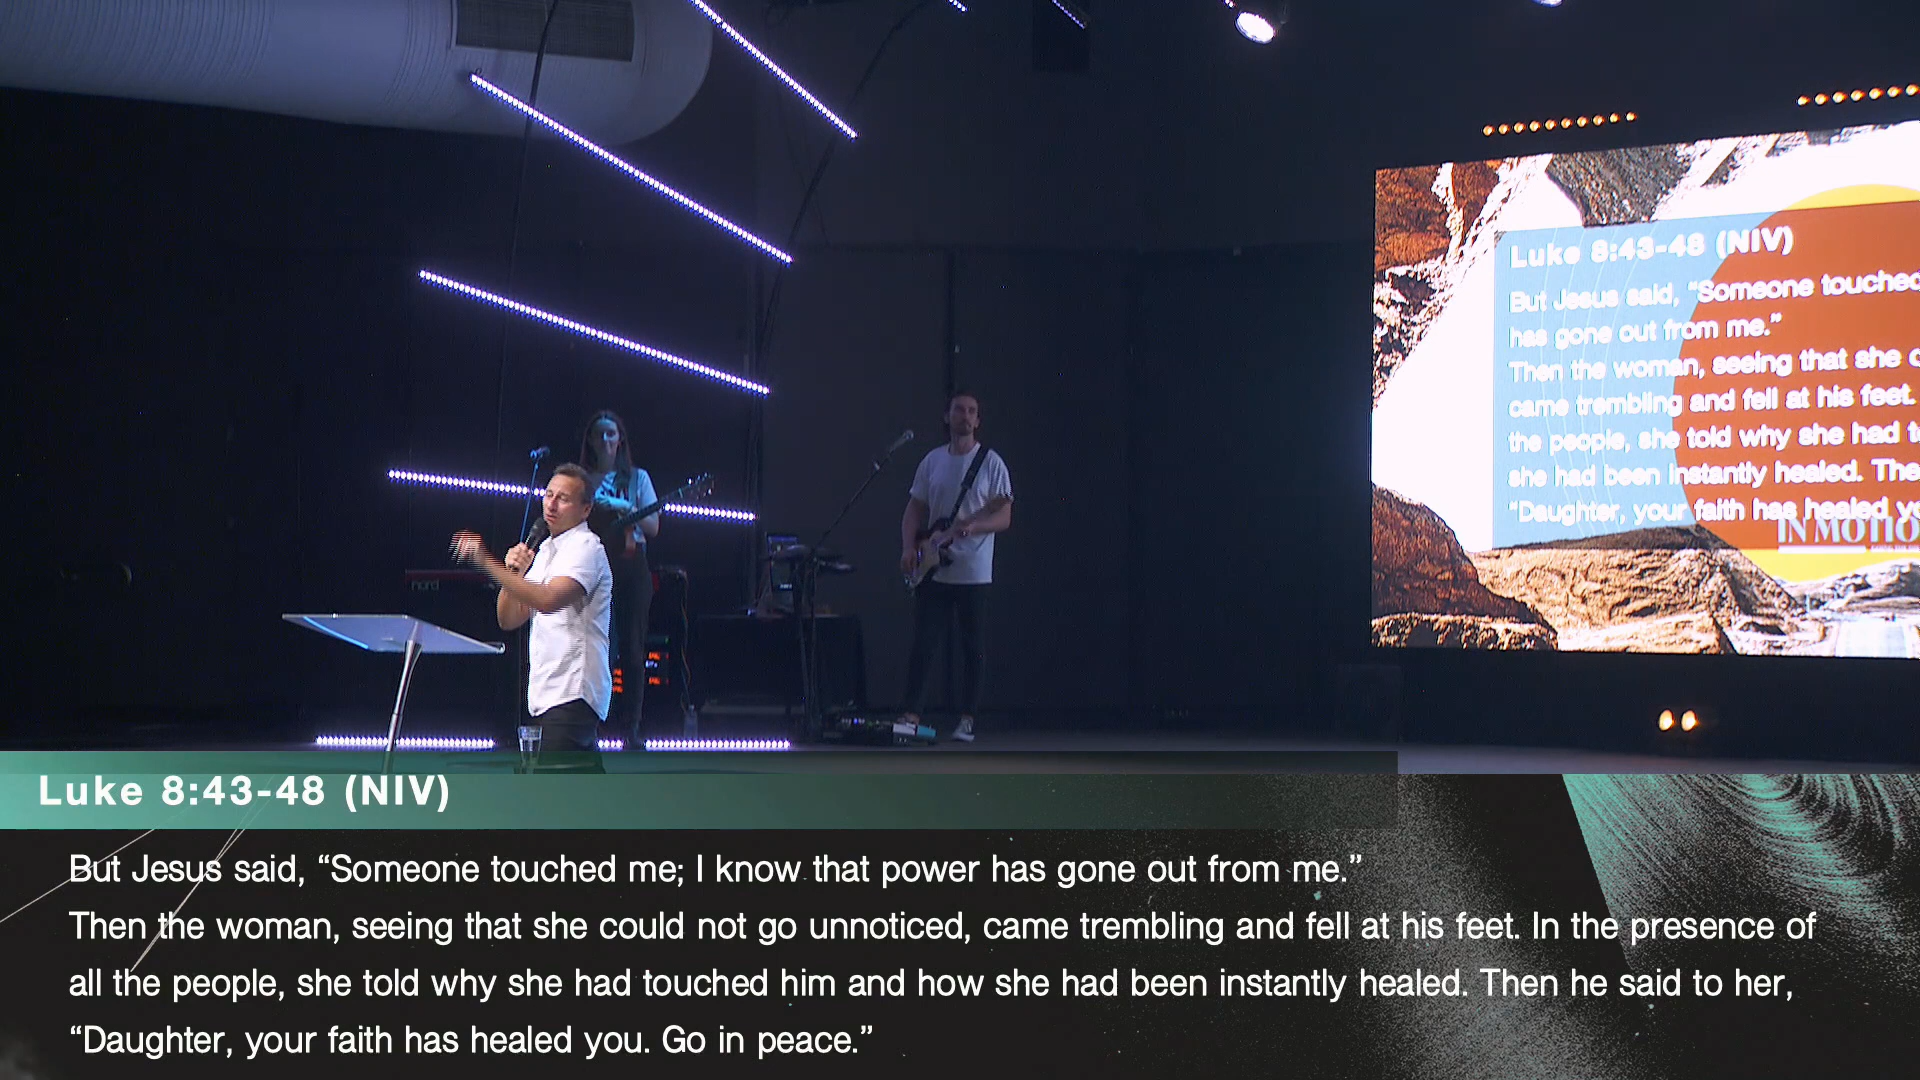 Luke 8:43-48 (NIV)
But Jesus said, “Someone touched
has gone out from me.”
Then the woman, seeing that she c
came trembling and fell at his feet.
the people, she told why she had t
she had been instantly healed. The
“Daughter, your faith has healed yo
IN MOTIO
nord
Luke 8:43-48 (NIV)
But Jesus said, “Someone touched me; I know that power has gone out from me.”
Then the woman, seeing that she could not go unnoticed, came trembling and fell at his feet. In the presence of
all the people, she told why she had touched him and how she had been instantly healed. Then he said to her,
“Daughter, your faith has healed you. Go in peace.”